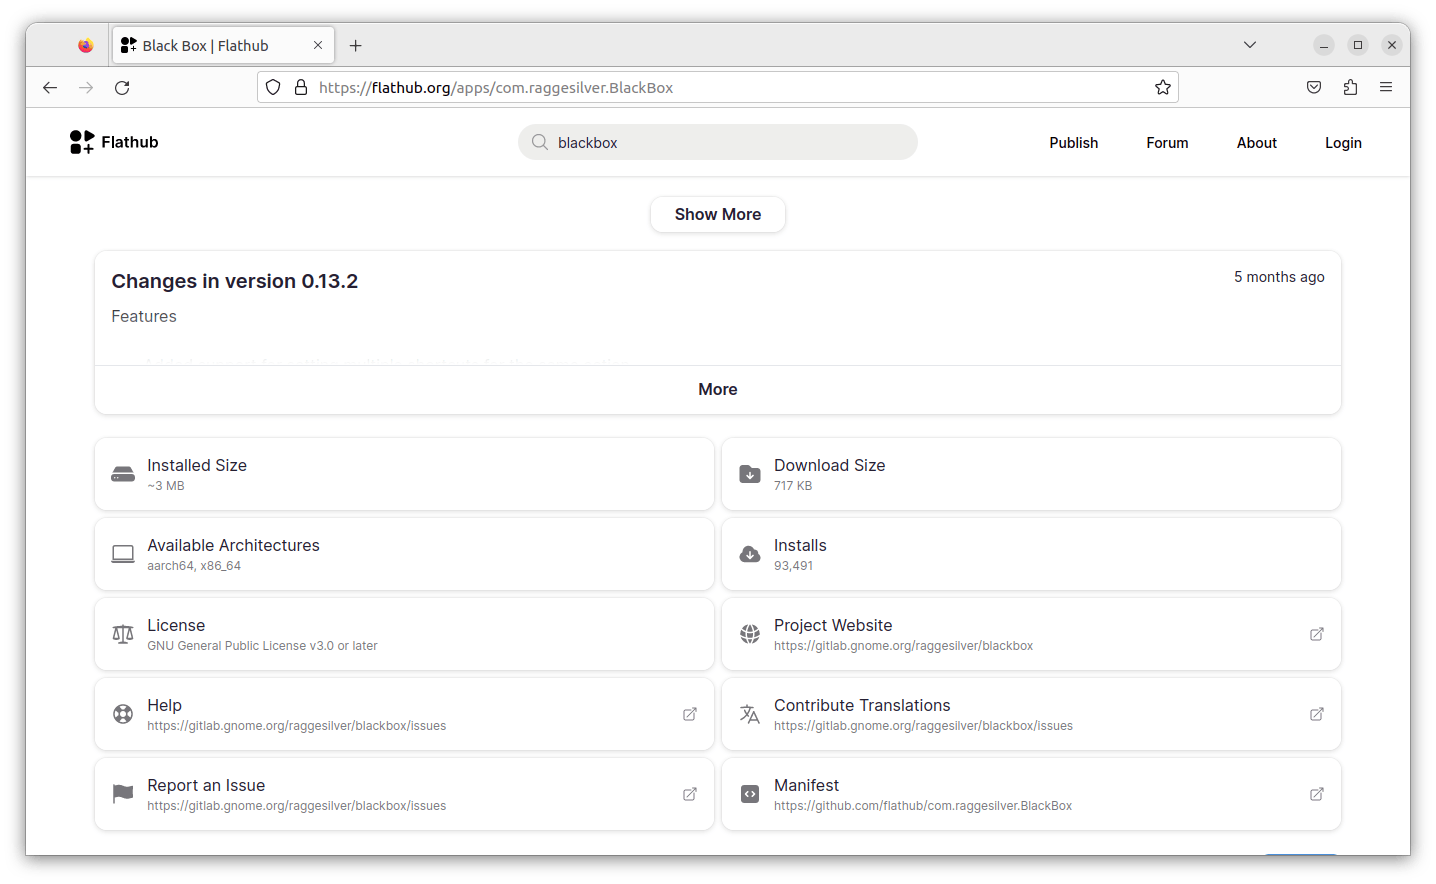 Black Box | Flathub
https://flathub.org/apps/com.raggesilver.BlackBox
Flathub
blackbox
Publish
Forum
About
Login
Show More
Changes in version 0.13.2
5 months ago
Features
More
Installed Size
~3 MB
Download Size
717 KB
Available Architectures
aarch64, x86_64
Installs
93,491
License
GNU General Public License v3.0 or later
Project Website
https://gitlab.gnome.org/raggesilver/blackbox
Help
https://gitlab.gnome.org/raggesilver/blackbox/issues
Contribute Translations
https://gitlab.gnome.org/raggesilver/blackbox/issues
Report an Issue
https://gitlab.gnome.org/raggesilver/blackbox/issues
Manifest
https://github.com/flathub/com.raggesilver.BlackBox